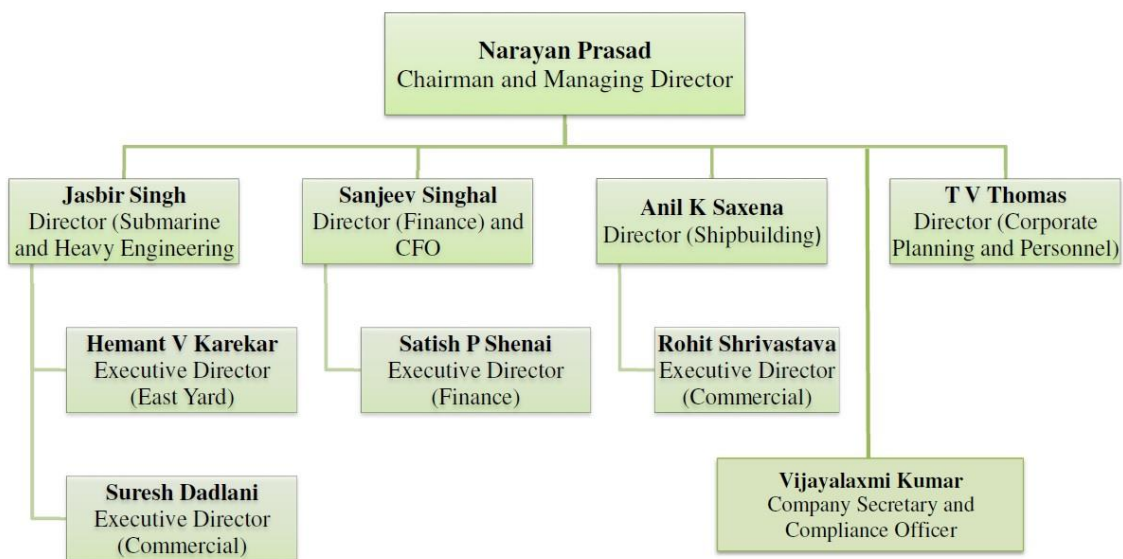 Narayan Prasad
Chairman and Managing Director
Jasbir Singh
Director (Submarine
and Heavy Engineering
Sanjeev Singhal
Director (Finance) and
CFO
Anil K Saxena
Director (Shipbuilding)
T V Thomas
Director (Corporate
Planning and Personnel)
Hemant V Karekar
Executive Director
(East Yard)
Satish P Shenai
Executive Director
(Finance)
Rohit Shrivastava
Executive Director
(Commercial)
Suresh Dadlani
Executive Director
(Commercial)
Vijayalaxmi Kumar
Company Secretary and
Compliance Officer